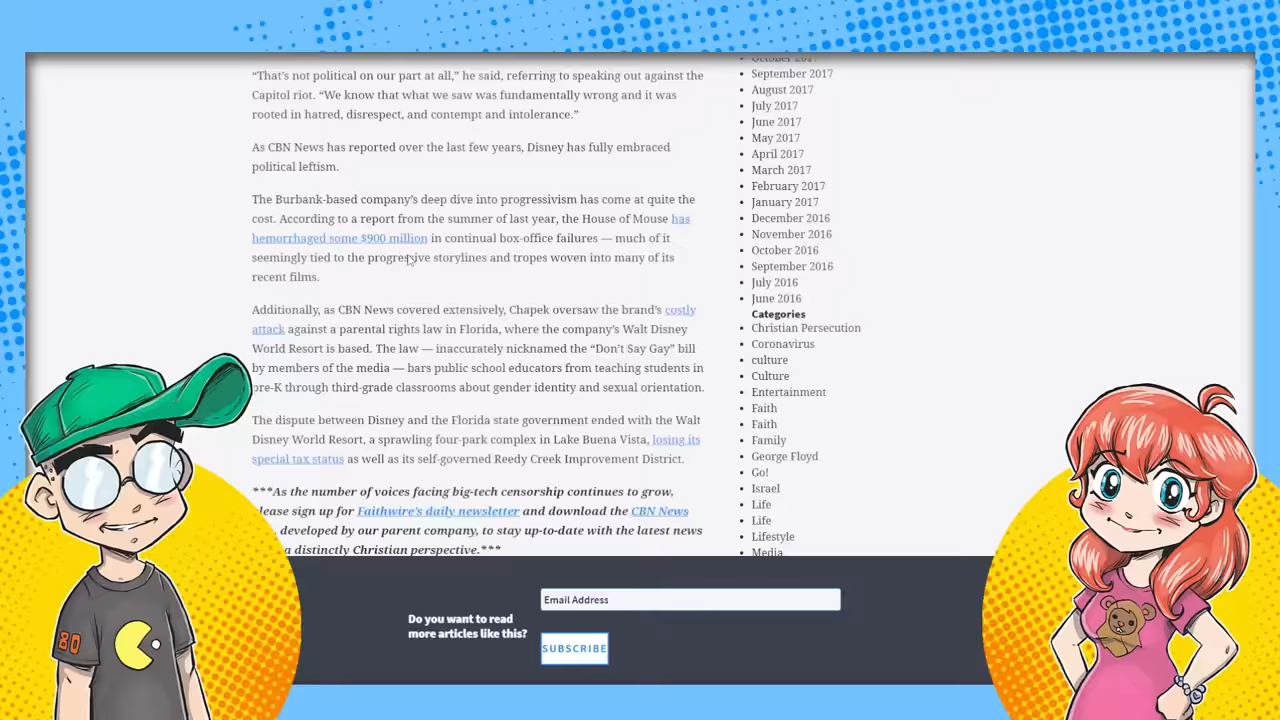 “That’s not political on our part at all,” he said, referring to speaking out against the
Capitol riot. “We know that what we saw was fundamentally wrong and it was
rooted in hatred, disrespect, and contempt and intolerance.”
As CBN News has reported over the last few years, Disney has fully embraced
political leftism.
The Burbank-based company’s deep dive into progressivism has come at quite the
cost. According to a report from the summer of last year, the House of Mouse has
hemorrhaged some $900 million in continual box-office failures — much of it
seemingly tied to the progressive storylines and tropes woven into many of its
recent films.
Additionally, as CBN News covered extensively, Chapek oversaw the brand’s costly
attack against a parental rights law in Florida, where the company’s Walt Disney
World Resort is based. The law — inaccurately nicknamed the “Don’t Say Gay” bill
by members of the media — bars public school educators from teaching students in
pre-K through third-grade classrooms about gender identity and sexual orientation.
The dispute between Disney and the Florida state government ended with the Walt
Disney World Resort, a sprawling four-park complex in Lake Buena Vista, losing its
special tax status as well as its self-governed Reedy Creek Improvement District.
***As the number of voices facing big-tech censorship continues to grow,
please sign up for Faithwire’s daily newsletter and download the CBN News
developed by our parent company, to stay up-to-date with the latest news
a distinctly Christian perspective.***
October 2017
September 2017
August 2017
July 2017
June 2017
May 2017
April 2017
March 2017
February 2017
January 2017
December 2016
November 2016
October 2016
September 2016
July 2016
June 2016
Categories
Christian Persecution
Coronavirus
culture
Culture
Entertainment
Faith
Faith
Family
George Floyd
Go!
Israel
Life
Life
Lifestyle
Media
Do you want to read
more articles like this?
Email Address
SUBSCRIBE
80